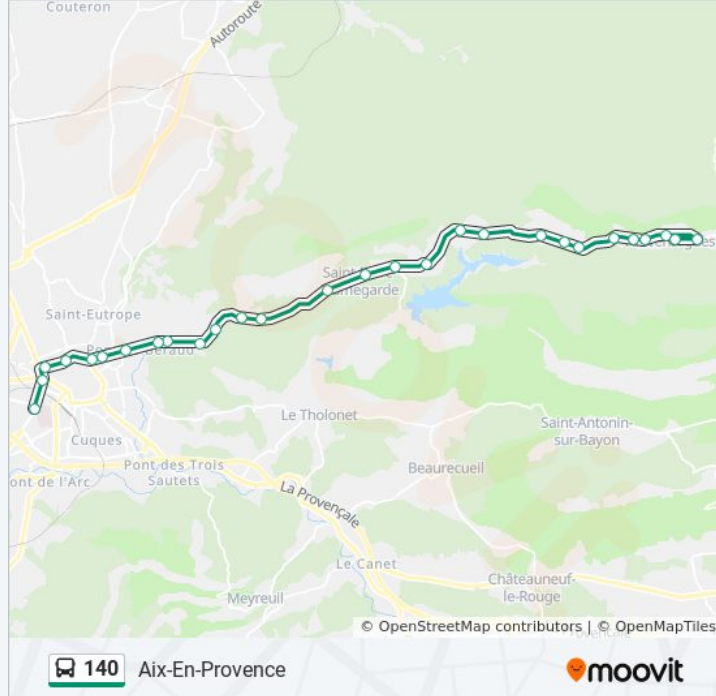 Couteron
Autoroute
Saint-Eutrope
Le Tholonet
Cuques
Pont des Trois
Sautets
ont de l'Arc
Saint-Antonin-
sur-Bayon
Beaurecueil
La Provençale
Le Canet
Châteauneuf-
le-Rouge
Meyreuil
© OpenStreetMap contributors | © OpenMapTiles
140 Aix-En-Provence
moovit